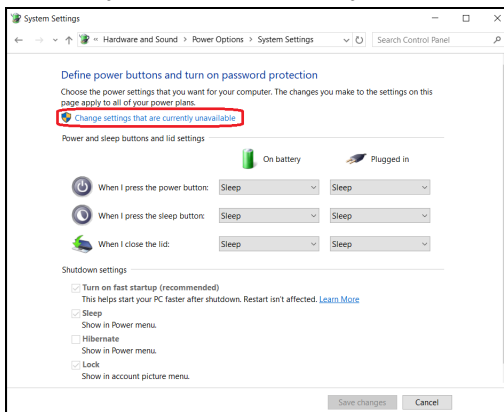 System Settings
« Hardware and Sound > Power Options > System Settings
Search Control Panel
Define power buttons and turn on password protection
Choose the power settings that you want for your computer. The changes you make to the settings on this
page apply to all of your power plans.
Change settings that are currently unavailable
Power and sleep buttons and lid settings
On battery Plugged in
When I press the power button: Sleep Sleep
When I press the sleep button: Sleep Sleep
When I close the lid: Sleep Sleep
Shutdown settings
Turn on fast startup (recommended)
This helps start your PC faster after shutdown. Restart isn't affected. Learn More
Sleep
Show in Power menu.
Hibernate
Show in Power menu.
Lock
Show in account picture menu.
Save changes Cancel